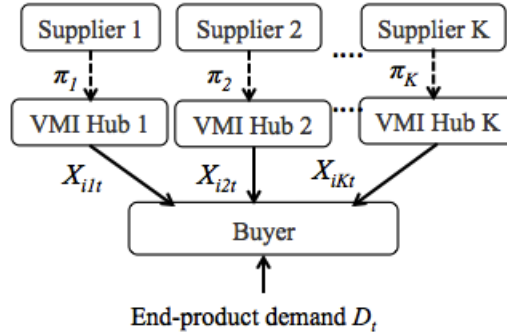 Supplier 1 Supplier 2 .... Supplier K
π1 π2 πK
VMI Hub 1 VMI Hub 2 .... VMI Hub K
Xi1t Xi2t XiKt
Buyer
End-product demand Dt